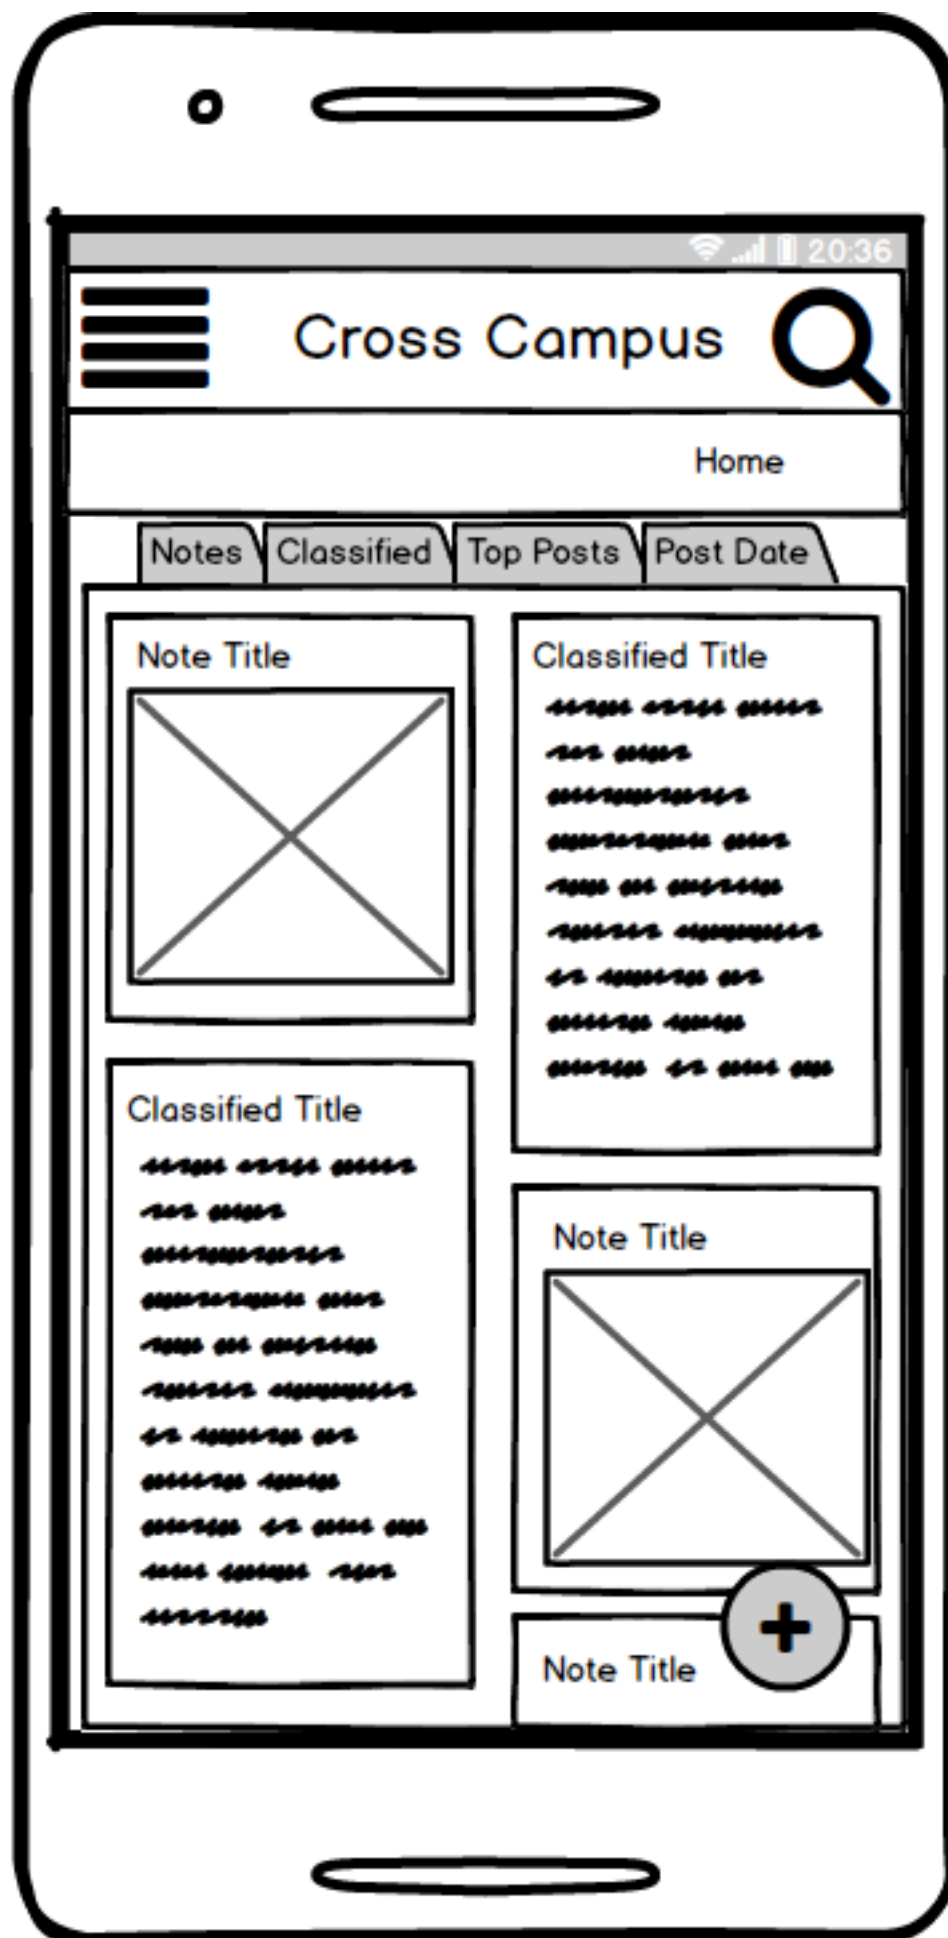 20:36
Cross Campus
Home
Notes Classified Top Posts Post Date
Note Title
Classified Title
Classified Title
Note Title
Note Title